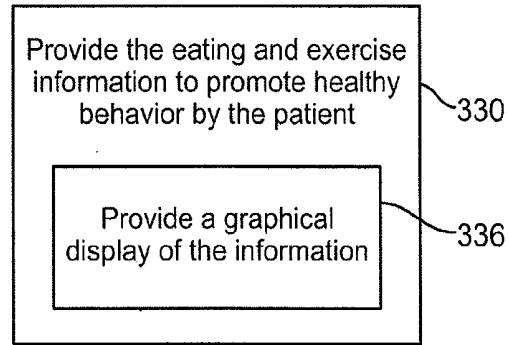 Provide the eating and exercise
information to promote healthy
behavior by the patient
330
Provide a graphical
display of the information
336